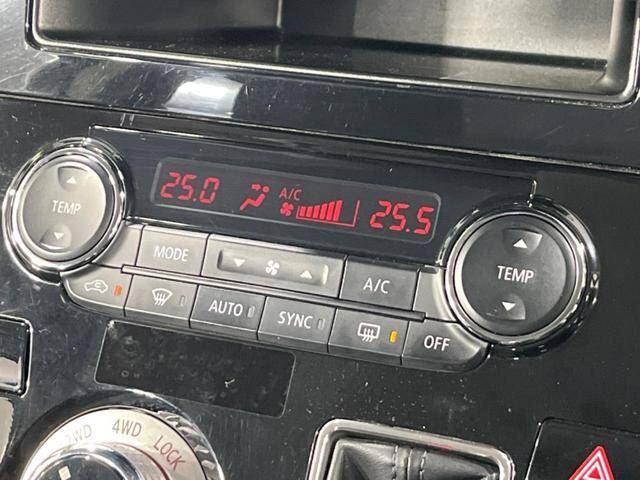 25.0 A/C 25.5
TEMP
MODE
A/C
TEMP
AUTO
SYNC
OFF
2WD 4WD LOCK